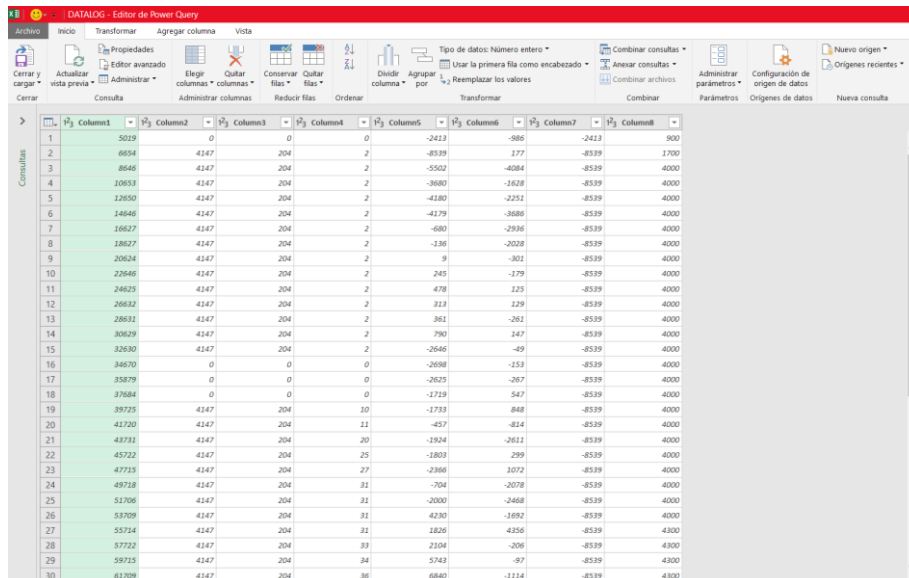 DATALOG - Editor de Power Query
Archivo Inicio Transformar Agregar columna Vista
Cerrar y cargar
Actualizar vista previa
Propiedades
Editor avanzado
Administrar
Elegir columnas
Quitar columnas
Conservar filas
Quitar filas
Dividir columna
Agrupar por
Tipo de datos: Número entero
Usar la primera fila como encabezado
Reemplazar los valores
Combinar consultas
Anexar consultas
Combinar archivos
Administrar parámetros
Configuración de origen de datos
Nuevo origen
Orígenes recientes
Cerrar Consulta Administrar columnas Reducir filas Ordenar Transformar Combinar Parámetros Orígenes de datos Nueva consulta
Consultas
Column1 Column2 Column3 Column4 Column5 Column6 Column7 Column8
1 5019 0 0 0 -2413 -986 -2413 900
2 6654 4147 204 2 -8539 177 -8539 1700
3 8646 4147 204 2 -5502 -4084 -8539 4000
4 10653 4147 204 2 -3680 -1628 -8539 4000
5 12650 4147 204 2 -4180 -2251 -8539 4000
6 14646 4147 204 2 -4179 -3686 -8539 4000
7 16627 4147 204 2 -680 -2936 -8539 4000
8 18627 4147 204 2 -136 -2028 -8539 4000
9 20624 4147 204 2 9 -301 -8539 4000
10 22646 4147 204 2 245 -179 -8539 4000
11 24625 4147 204 2 478 125 -8539 4000
12 26632 4147 204 2 313 129 -8539 4000
13 28631 4147 204 2 361 -261 -8539 4000
14 30629 4147 204 2 790 147 -8539 4000
15 32630 4147 204 2 -2646 -49 -8539 4000
16 34670 0 0 0 -2698 -153 -8539 4000
17 35879 0 0 0 -2625 -267 -8539 4000
18 37684 0 0 0 -1719 547 -8539 4000
19 39725 4147 204 10 -1733 848 -8539 4000
20 41720 4147 204 11 -457 -814 -8539 4000
21 43731 4147 204 20 -1924 -2611 -8539 4000
22 45722 4147 204 25 -1803 299 -8539 4000
23 47715 4147 204 27 -2366 1072 -8539 4000
24 49718 4147 204 31 -704 -2078 -8539 4000
25 51706 4147 204 31 -2000 -2468 -8539 4000
26 53709 4147 204 31 4230 -1692 -8539 4000
27 55714 4147 204 31 1826 4356 -8539 4300
28 57722 4147 204 33 2104 -206 -8539 4300
29 59715 4147 204 34 5743 -97 -8539 4300
30 61709 4147 204 36 6840 -1114 -8539 4300